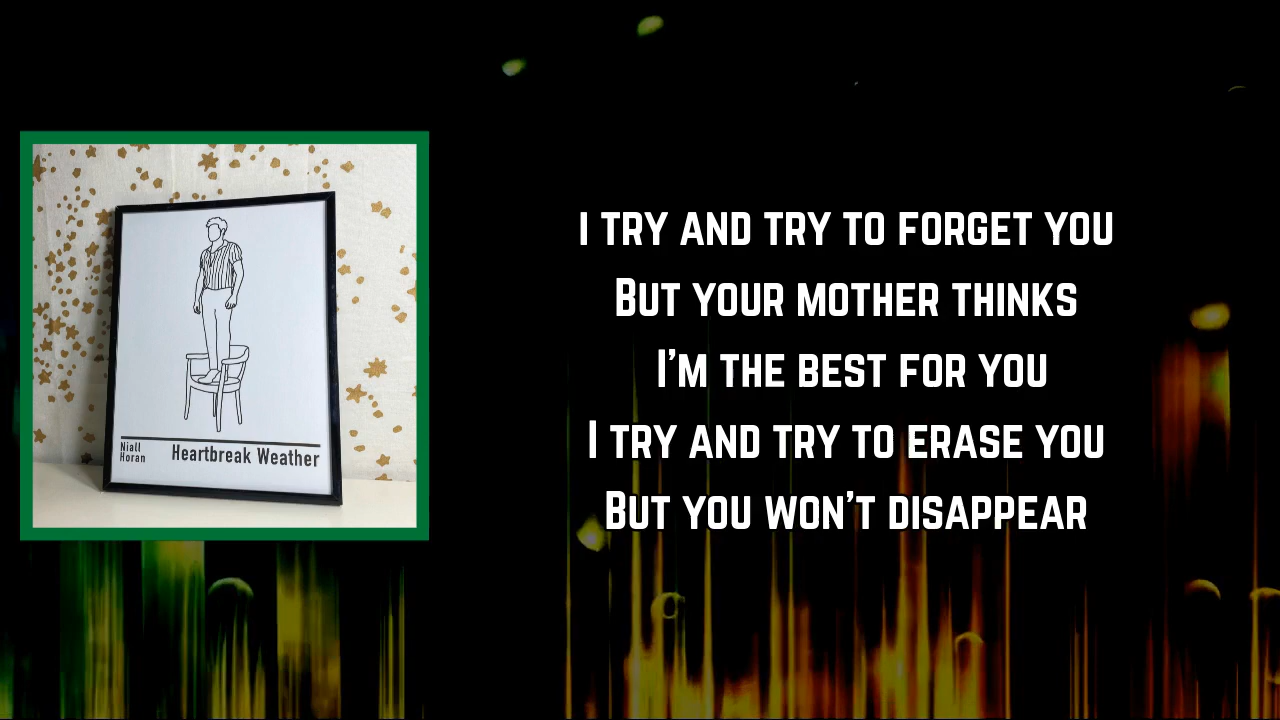 Niall
Horan
Heartbreak Weather
I TRY AND TRY TO FORGET YOU
BUT YOUR MOTHER THINKS
I'M THE BEST FOR YOU
I TRY AND TRY TO ERASE YOU
BUT YOU WON'T DISAPPEAR